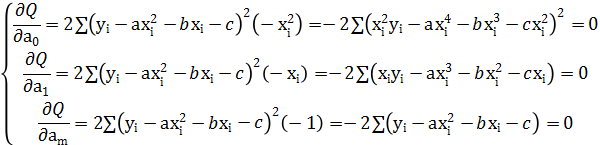 ∂Q/∂a₀ = 2∑(yᵢ − axᵢ² − bxᵢ − c)²(− xᵢ²) =− 2∑(xᵢ²yᵢ − axᵢ⁴ − bxᵢ³ − cxᵢ²)² = 0
∂Q/∂a₁ = 2∑(yᵢ − axᵢ² − bxᵢ − c)²(− xᵢ) =− 2∑(xᵢyᵢ − axᵢ³ − bxᵢ² − cxᵢ) = 0
∂Q/∂aₘ = 2∑(yᵢ − axᵢ² − bxᵢ − c)²(− 1) =− 2∑(yᵢ − axᵢ² − bxᵢ − c) = 0